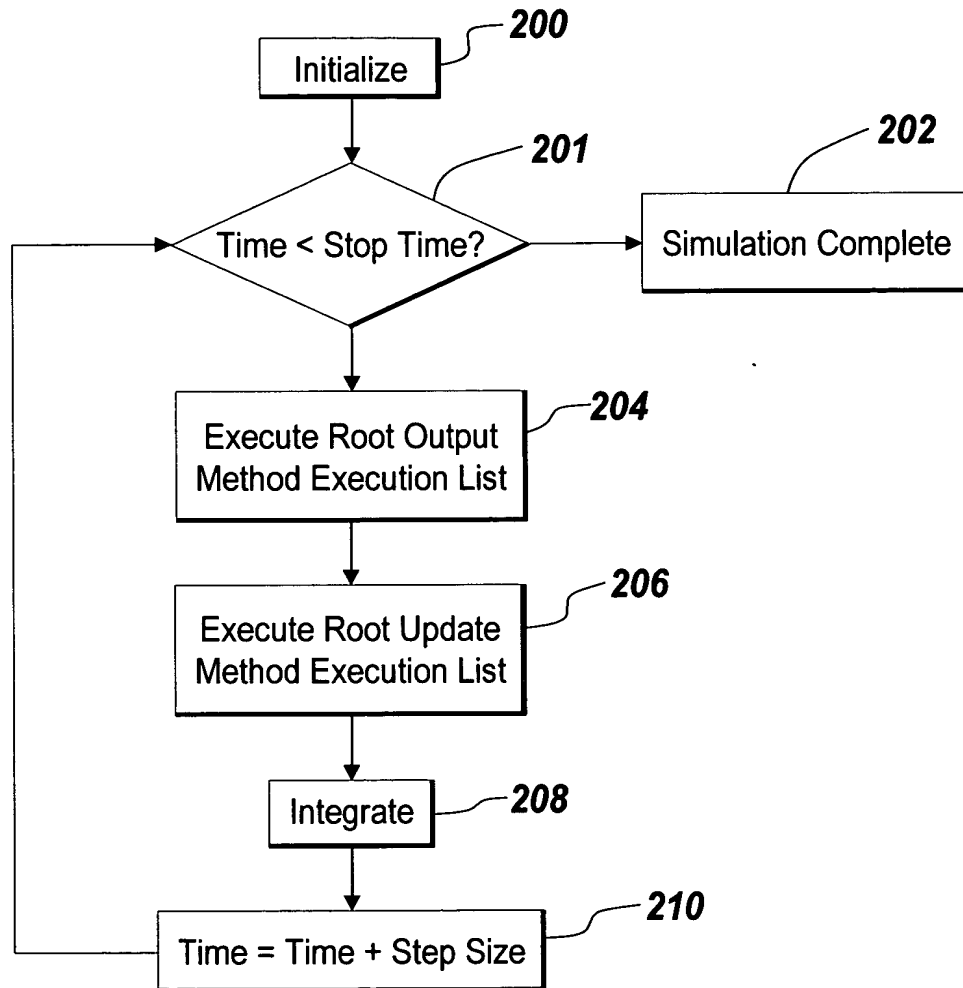 200
Initialize
201
202
Time < Stop Time?
Simulation Complete
204
Execute Root Output
Method Execution List
206
Execute Root Update
Method Execution List
208
Integrate
210
Time = Time + Step Size